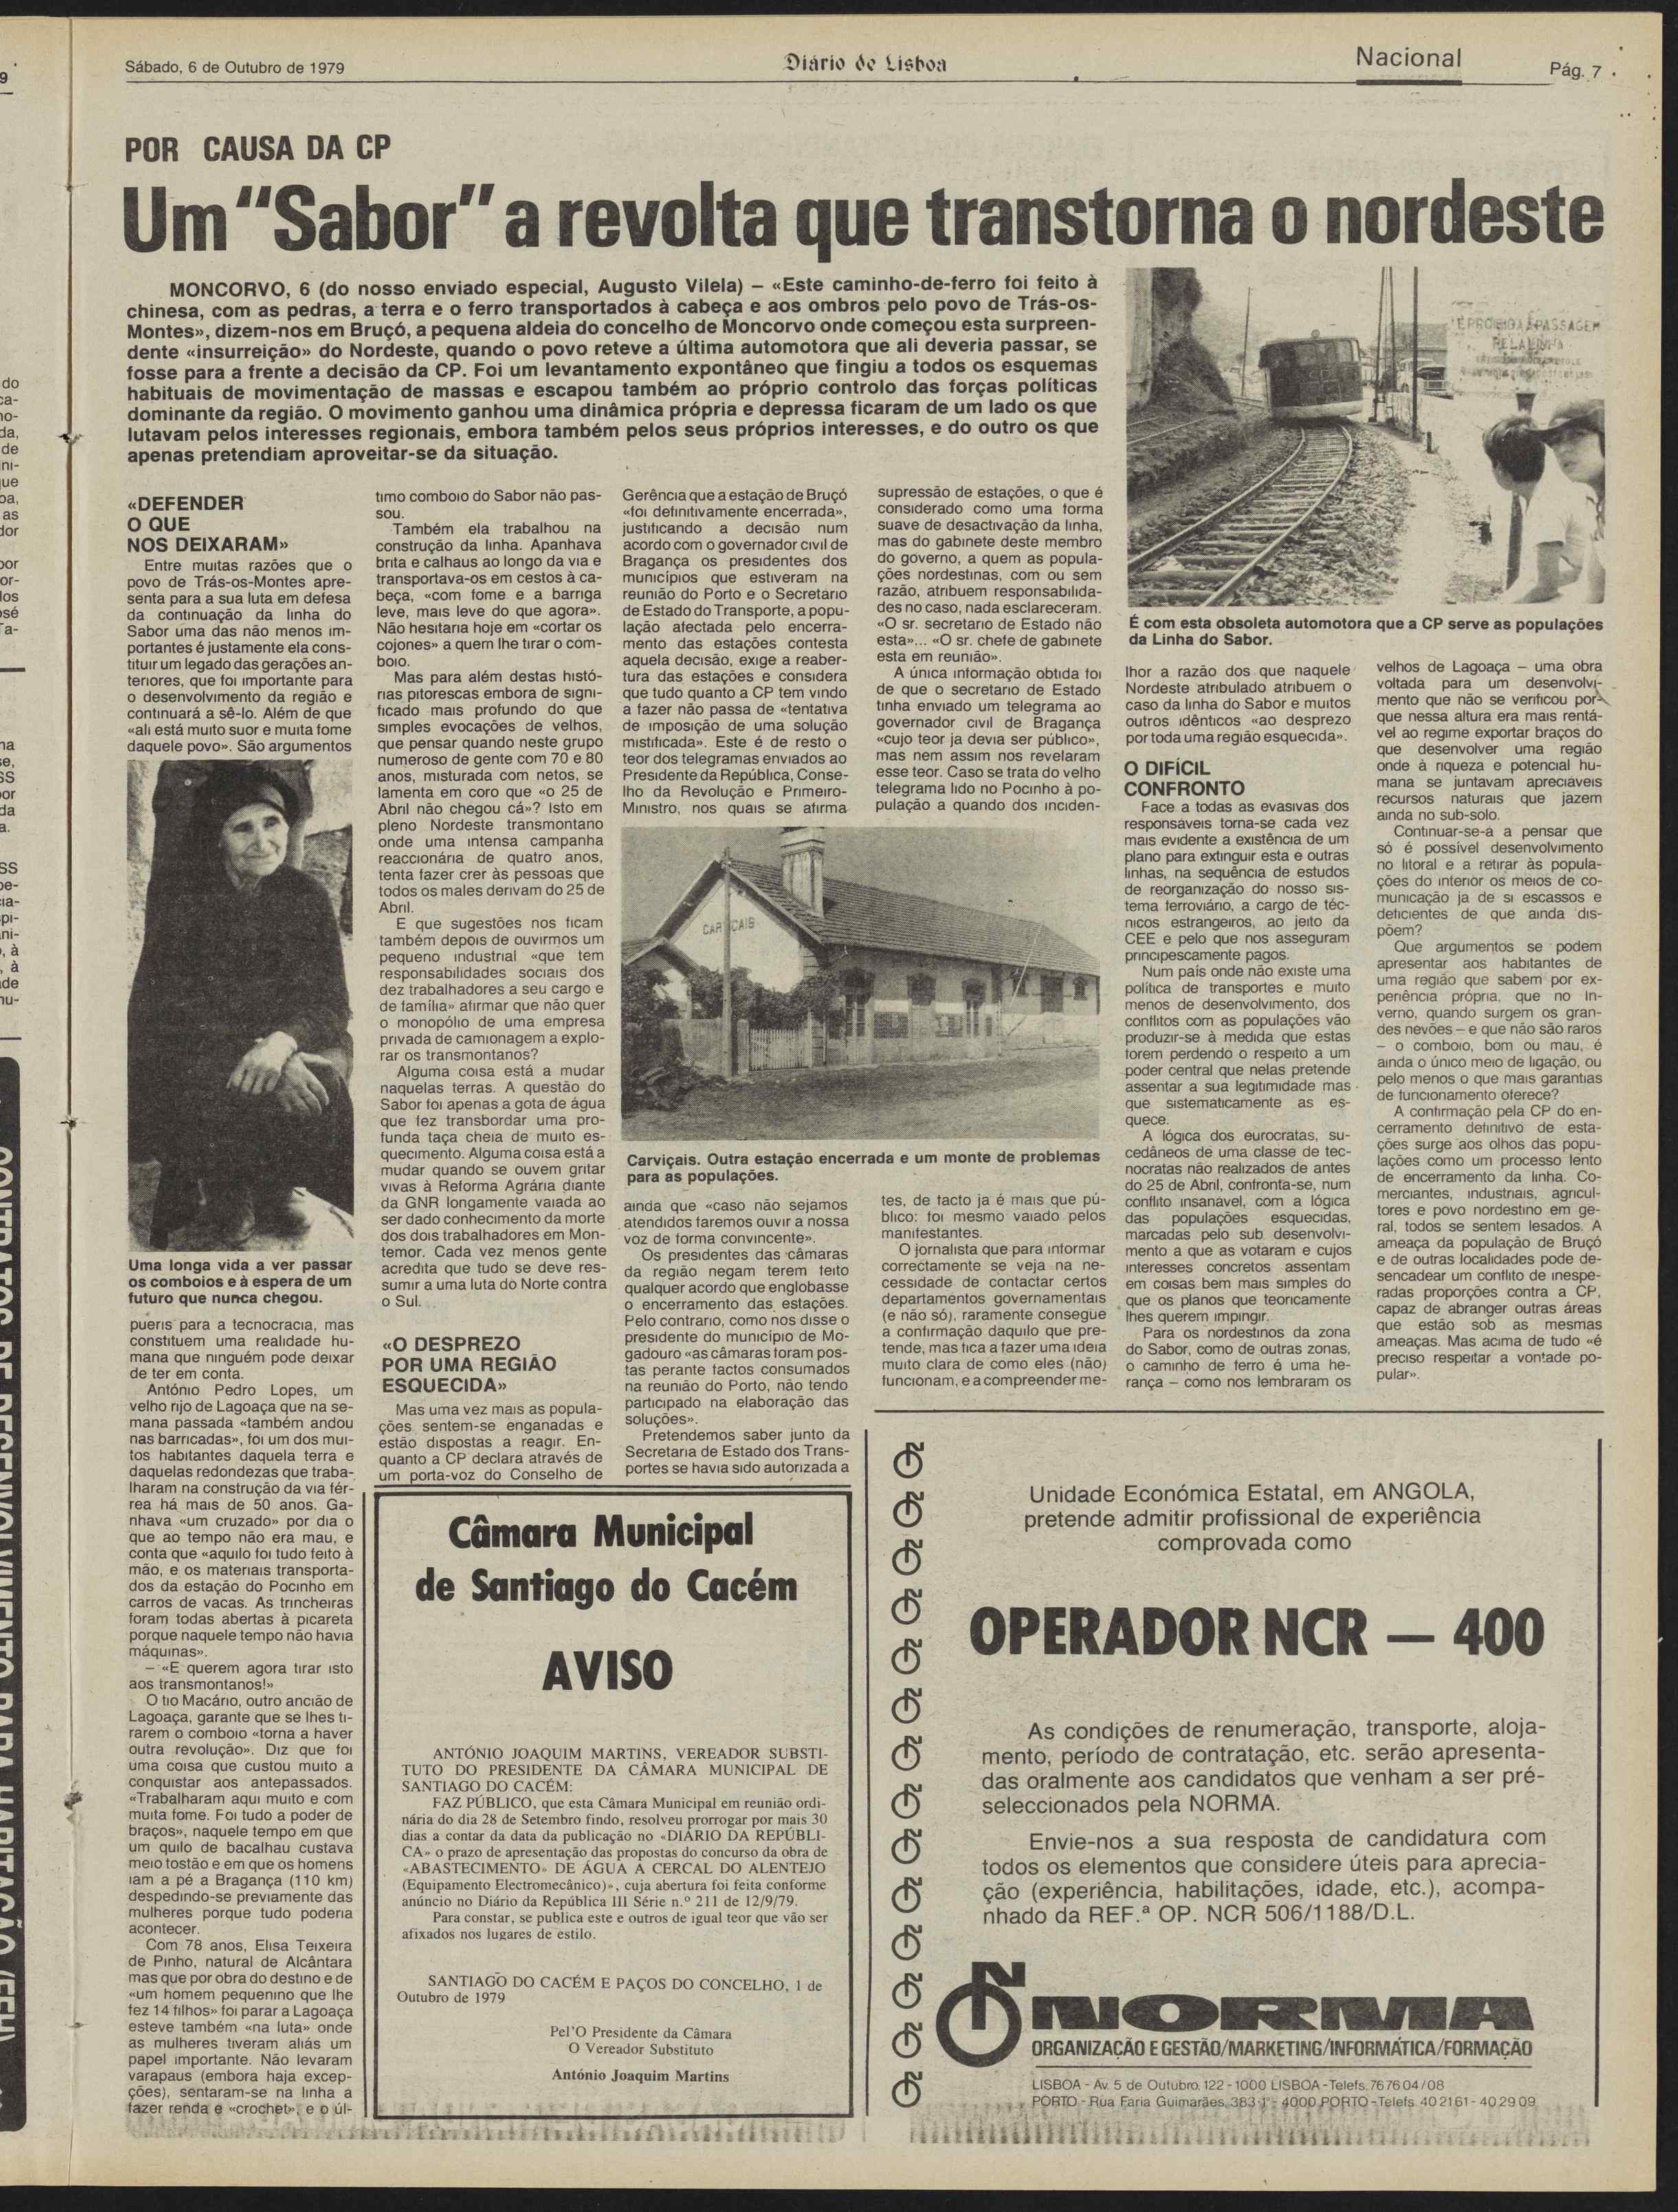 Sábado, 6 de Outubro de 1979
Diário de Lisboa
Nacional
Pág. 7
POR CAUSA DA CP
Um "Sabor" a revolta que transtorna o nordeste
MONCORVO, 6 (do nosso enviado especial, Augusto Vilela) – «Este caminho-de-ferro foi feito à
chinesa, com as pedras, a terra e o ferro transportados à cabeça e aos ombros pelo povo de Trás-os-
Montes», dizem-nos em Bruçó, a pequena aldeia do concelho de Moncorvo onde começou esta surpreen-
dente «insurreição» do Nordeste, quando o povo reteve a última automotora que ali deveria passar, se
fosse para a frente a decisão da CP. Foi um levantamento expontâneo que fingiu a todos os esquemas
habituais de movimentação de massas e escapou também ao próprio controlo das forças políticas
dominante da região. O movimento ganhou uma dinâmica própria e depressa ficaram de um lado os que
lutavam pelos interesses regionais, embora também pelos seus próprios interesses, e do outro os que
apenas pretendiam aproveitar-se da situação.
«DEFENDER
O QUE
NOS DEIXARAM»
Entre muitas razões que o
povo de Trás-os-Montes apre-
senta para a sua luta em defesa
da continuação da linha do
Sabor uma das não menos im-
portantes é justamente ela cons-
tituir um legado das gerações an-
teriores, que foi importante para
o desenvolvimento da região e
continuará a sê-lo. Além de que
«ali está muito suor e muita fome
daquele povo». São argumentos
Uma longa vida a ver passar
os comboios e à espera de um
futuro que nunca chegou.
pueris para a tecnocracia, mas
constituem uma realidade hu-
mana que ninguém pode deixar
de ter em conta.
António Pedro Lopes, um
velho rijo de Lagoaça que na se-
mana passada «também andou
nas barricadas», foi um dos mui-
tos habitantes daquela terra e
daquelas redondezas que traba-
lharam na construção da via fér-
rea há mais de 50 anos. Ga-
nhava «um cruzado» por dia o
que ao tempo não era mau, e
conta que «aquilo foi tudo feito à
mão, e os materiais transporta-
dos da estação do Pocinho em
carros de vacas. As trincheiras
foram todas abertas à picareta
porque naquele tempo não havia
máquinas».
– «E querem agora tirar isto
aos transmontanos!»
O tio Macário, outro ancião de
Lagoaça, garante que se lhes ti-
rarem o comboio «torna a haver
outra revolução». Diz que foi
uma coisa que custou muito a
conquistar aos antepassados.
«Trabalharam aqui muito e com
muita fome. Foi tudo a poder de
braços», naquele tempo em que
um quilo de bacalhau custava
meio tostão e em que os homens
iam a pé a Bragança (110 km)
despedindo-se previamente das
mulheres porque tudo poderia
acontecer.
Com 78 anos, Elisa Teixeira
de Pinho, natural de Alcântara
mas que por obra do destino e de
«um homem pequenino que lhe
fez 14 filhos» foi parar a Lagoaça
esteve também «na luta» onde
as mulheres tiveram aliás um
papel importante. Não levaram
varapaus (embora haja excep-
ções), sentaram-se na linha a
fazer renda e «crochet», e o úl-
timo comboio do Sabor não pas-
sou.
Também ela trabalhou na
construção da linha. Apanhava
brita e calhaus ao longo da via e
transportava-os em cestos à ca-
beça, «com fome e a barriga
leve, mais leve do que agora».
Não hesitaria hoje em «cortar os
cojones» a quem lhe tirar o com-
boio.
Mas para além destas histó-
rias pitorescas embora de signi-
ficado mais profundo do que
simples evocações de velhos,
que pensar quando neste grupo
numeroso de gente com 70 e 80
anos, misturada com netos, se
lamenta em coro que «o 25 de
Abril não chegou cá»? Isto em
pleno Nordeste transmontano
onde uma intensa campanha
reaccionária de quatro anos,
tenta fazer crer às pessoas que
todos os males derivam do 25 de
Abril.
E que sugestões nos ficam
também depois de ouvirmos um
pequeno industrial «que tem
responsabilidades sociais dos
dez trabalhadores a seu cargo e
de família» afirmar que não quer
o monopólio de uma empresa
privada de camionagem a explo-
rar os transmontanos?
Alguma coisa está a mudar
naquelas terras. A questão do
Sabor foi apenas a gota de água
que fez transbordar uma pro-
funda taça cheia de muito es-
quecimento. Alguma coisa está a
mudar quando se ouvem gritar
vivas à Reforma Agrária diante
da GNR longamente vaiada ao
ser dado conhecimento da morte
dos dois trabalhadores em Mon-
temor. Cada vez menos gente
acredita que tudo se deve res-
sumir a uma luta do Norte contra
o Sul.
«O DESPREZO
POR UMA REGIÃO
ESQUECIDA»
Mas uma vez mais as popula-
ções sentem-se enganadas e
estão dispostas a reagir. En-
quanto a CP declara através de
um porta-voz do Conselho de
Gerência que a estação de Bruçó
«foi definitivamente encerrada»,
justificando a decisão num
acordo com o governador civil de
Bragança os presidentes dos
municípios que estiveram na
reunião do Porto e o Secretário
de Estado do Transporte, a popu-
lação afectada pelo encerra-
mento das estações contesta
aquela decisão, exige a reaber-
tura das estações e considera
que tudo quanto a CP tem vindo
a fazer não passa de «tentativa
de imposição de uma solução
mistificada». Este é de resto o
teor dos telegramas enviados ao
Presidente da República, Conse-
lho da Revolução e Primeiro-
Ministro, nos quais se afirma
CARVIÇAIS
Carviçais. Outra estação encerrada e um monte de problemas
para as populações.
ainda que «caso não sejamos
atendidos faremos ouvir a nossa
voz de forma convincente».
Os presidentes das câmaras
da região negam terem feito
qualquer acordo que englobasse
o encerramento das estações.
Pelo contrário, como nos disse o
presidente do município de Mo-
gadouro «as câmaras foram pos-
tas perante factos consumados
na reunião do Porto, não tendo
participado na elaboração das
soluções».
Pretendemos saber junto da
Secretaria de Estado dos Trans-
portes se havia sido autorizada a
supressão de estações, o que é
considerado como uma forma
suave de desactivação da linha,
mas do gabinete deste membro
do governo, a quem as popula-
ções nordestinas, com ou sem
razão, atribuem responsabilida-
des no caso, nada esclareceram.
«O sr. secretario de Estado não
esta»... «O sr. chefe de gabinete
esta em reunião».
A única informação obtida foi
de que o secretario de Estado
tinha enviado um telegrama ao
governador civil de Bragança
«cujo teor ja devia ser público»,
mas nem assim nos revelaram
esse teor. Caso se trata do velho
telegrama lido no Pocinho à po-
pulação a quando dos inciden-
tes, de facto ja é mais que pú-
blico: foi mesmo vaiado pelos
manifestantes.
O jornalista que para informar
correctamente se veja na ne-
cessidade de contactar certos
departamentos governamentais
(e não só), raramente consegue
a confirmação daquilo que pre-
tende, mas fica a fazer uma ideia
muito clara de como eles (não)
funcionam, e a compreender me-
É PROIBIDA A PASSAGEM
PELA LINHA
É com esta obsoleta automotora que a CP serve as populações
da Linha do Sabor.
lhor a razão dos que naquele
Nordeste atribulado atribuem o
caso da linha do Sabor e muitos
outros idênticos «ao desprezo
por toda uma região esquecida».
O DIFÍCIL
CONFRONTO
Face a todas as evasivas dos
responsáveis torna-se cada vez
mais evidente a existência de um
plano para extinguir esta e outras
linhas, na sequência de estudos
de reorganização do nosso sis-
tema ferroviário, a cargo de téc-
nicos estrangeiros, ao jeito da
CEE e pelo que nos asseguram
principescamente pagos.
Num país onde não existe uma
política de transportes e muito
menos de desenvolvimento, dos
conflitos com as populações vão
produzir-se à medida que estas
forem perdendo o respeito a um
poder central que nelas pretende
assentar a sua legitimidade mas
que sistematicamente as es-
quece.
A lógica dos eurocratas, su-
cedâneos de uma classe de tec-
nocratas não realizados de antes
do 25 de Abril, confronta-se, num
conflito insanável, com a lógica
das populações esquecidas,
marcadas pelo sub desenvolvi-
mento a que as votaram e cujos
interesses concretos assentam
em coisas bem mais simples do
que os planos que teoricamente
lhes querem impingir.
Para os nordestinos da zona
do Sabor, como de outras zonas,
o caminho de ferro é uma he-
rança – como nos lembraram os
velhos de Lagoaça – uma obra
voltada para um desenvolvi-
mento que não se verificou por-
que nessa altura era mais rentá-
vel ao regime exportar braços do
que desenvolver uma região
onde à riqueza e potencial hu-
mana se juntavam apreciáveis
recursos naturais que jazem
ainda no sub-solo.
Continuar-se-á a pensar que
só é possível desenvolvimento
no litoral e a retirar às popula-
ções do interior os meios de co-
municação ja de si escassos e
deficientes de que ainda dis-
põem?
Que argumentos se podem
apresentar aos habitantes de
uma região que sabem por ex-
periência própria, que no In-
verno, quando surgem os gran-
des nevões – e que não são raros
– o comboio, bom ou mau, é
ainda o único meio de ligação, ou
pelo menos o que mais garantias
de funcionamento oferece?
A confirmação pela CP do en-
cerramento definitivo de esta-
ções surge aos olhos das popu-
lações como um processo lento
de encerramento da linha. Co-
merciantes, industriais, agricul-
tores e povo nordestino em ge-
ral, todos se sentem lesados. A
ameaça da população de Bruçó
e de outras localidades pode de-
sencadear um conflito de inespe-
radas proporções contra a CP,
capaz de abranger outras áreas
que estão sob as mesmas
ameaças. Mas acima de tudo «é
preciso respeitar a vontade po-
pular».
Câmara Municipal
de Santiago do Cacém
AVISO
ANTÓNIO JOAQUIM MARTINS, VEREADOR SUBSTI-
TUTO DO PRESIDENTE DA CÂMARA MUNICIPAL DE
SANTIAGO DO CACÉM:
FAZ PÚBLICO, que esta Câmara Municipal em reunião ordi-
nária do dia 28 de Setembro findo, resolveu prorrogar por mais 30
dias a contar da data da publicação no «DIÁRIO DA REPÚBLI-
CA» o prazo de apresentação das propostas do concurso da obra de
«ABASTECIMENTO» DE ÁGUA A CERCAL DO ALENTEJO
(Equipamento Electromecânico)», cuja abertura foi feita conforme
anúncio no Diário da República III Série n.º 211 de 12/9/79.
Para constar, se publica este e outros de igual teor que vão ser
afixados nos lugares de estilo.
SANTIAGO DO CACÉM E PAÇOS DO CONCELHO, 1 de
Outubro de 1979
Pel'O Presidente da Câmara
O Vereador Substituto
António Joaquim Martins
Unidade Económica Estatal, em ANGOLA,
pretende admitir profissional de experiência
comprovada como
OPERADOR NCR — 400
As condições de renumeração, transporte, aloja-
mento, período de contratação, etc. serão apresenta-
das oralmente aos candidatos que venham a ser pré-
seleccionados pela NORMA.
Envie-nos a sua resposta de candidatura com
todos os elementos que considere úteis para aprecia-
ção (experiência, habilitações, idade, etc.), acompa-
nhado da REF.ª OP. NCR 506/1188/D.L.
NORMA
ORGANIZAÇÃO E GESTÃO/MARKETING/INFORMÁTICA/FORMAÇÃO
LISBOA - Av. 5 de Outubro, 122 - 1000 LISBOA - Telefs. 76 76 04 / 08
PORTO - Rua Faria Guimarães, 383-1º - 4000 PORTO - Telefs. 40 21 61 - 40 29 09